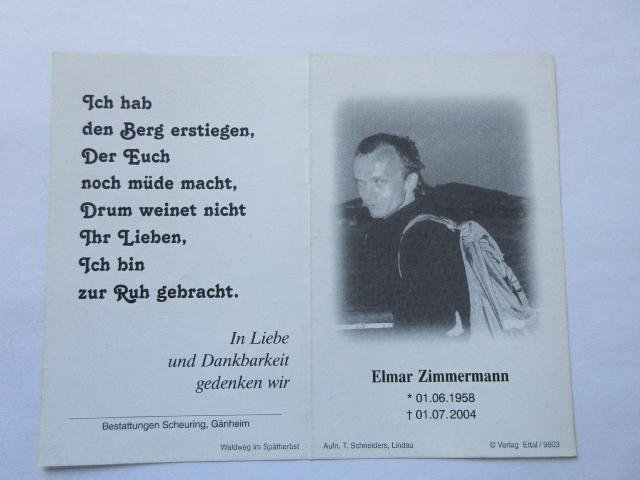 Ich hab
den Berg erstiegen,
Der Euch
noch müde macht,
Drum weinet nicht
Ihr Lieben,
Ich bin
zur Ruh gebracht.
In Liebe
und Dankbarkeit
gedenken wir
Bestattungen Scheuring, Gänheim
Waldweg im Spätherbst
Elmar Zimmermann
* 01.06.1958
† 01.07.2004
Aufn. T. Schneiders, Lindau
© Verlag Ettal / 9803